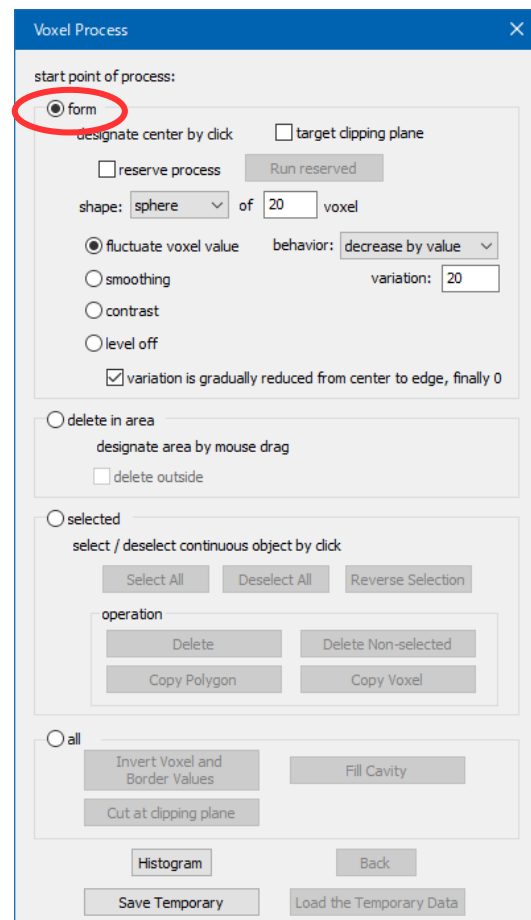 Voxel Process
start point of process:
form
designate center by click target clipping plane
reserve process Run reserved
shape: sphere of 20 voxel
fluctuate voxel value behavior: decrease by value
smoothing variation: 20
contrast
level off
variation is gradually reduced from center to edge, finally 0
delete in area
designate area by mouse drag
delete outside
selected
select / deselect continuous object by click
Select All Deselect All Reverse Selection
operation
Delete Delete Non-selected
Copy Polygon Copy Voxel
all
Invert Voxel and
Border Values
Fill Cavity
Cut at clipping plane
Histogram Back
Save Temporary Load the Temporary Data